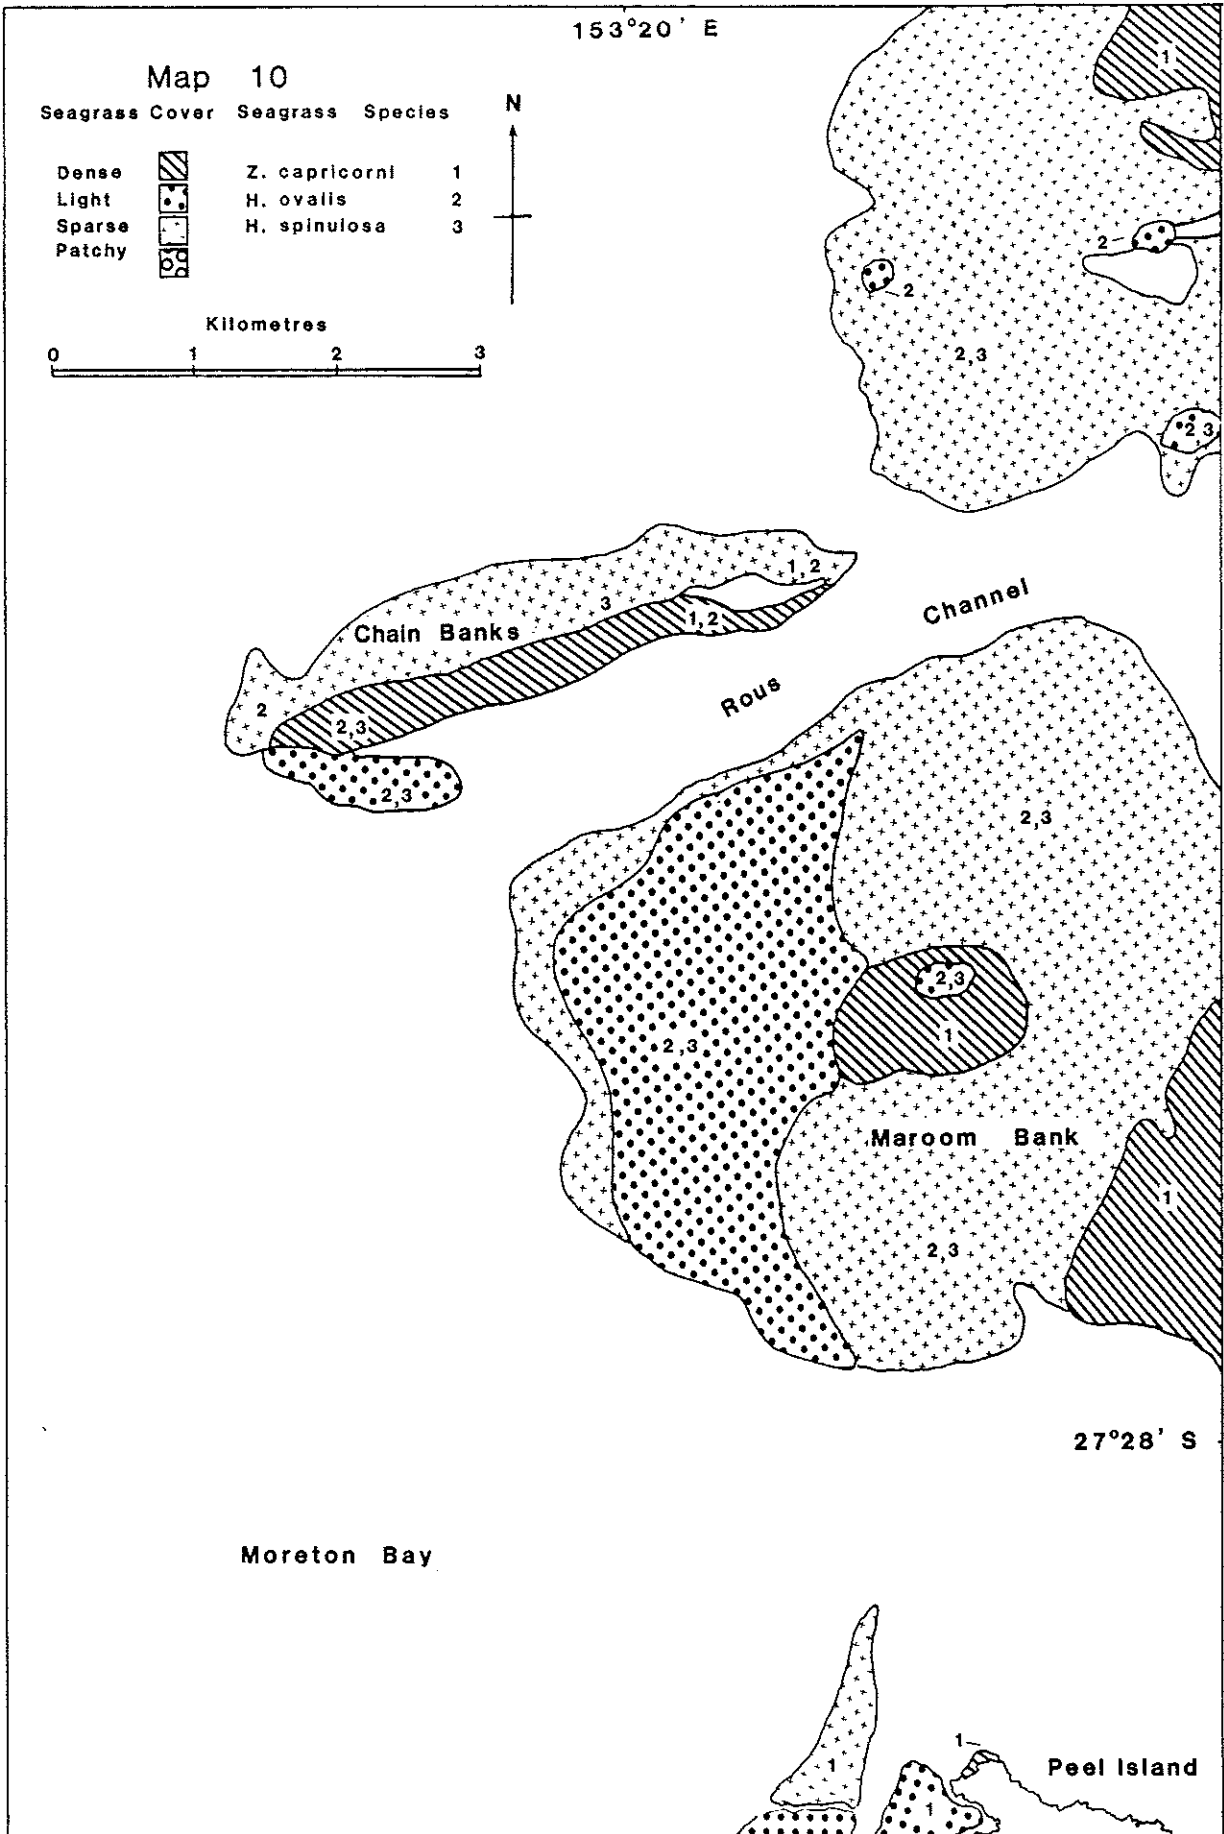 153°20' E
Map 10
Seagrass Cover Seagrass Species
N
Dense Z. capricorni 1
Light H. ovalis 2
Sparse H. spinulosa 3
Patchy
Kilometres
0 1 2 3
1
2
2
2,3
2,3
1,2
3
1,2
Chain Banks
Channel
Rous
2
2,3
2,3
2,3
2,3
1
2,3
Maroom Bank
1
2,3
27°28' S
Moreton Bay
1
1
Peel Island
1